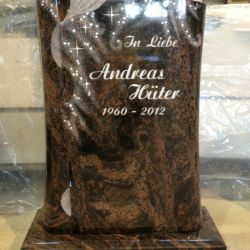 In Liebe
Andreas
Hüter
1960 - 2012